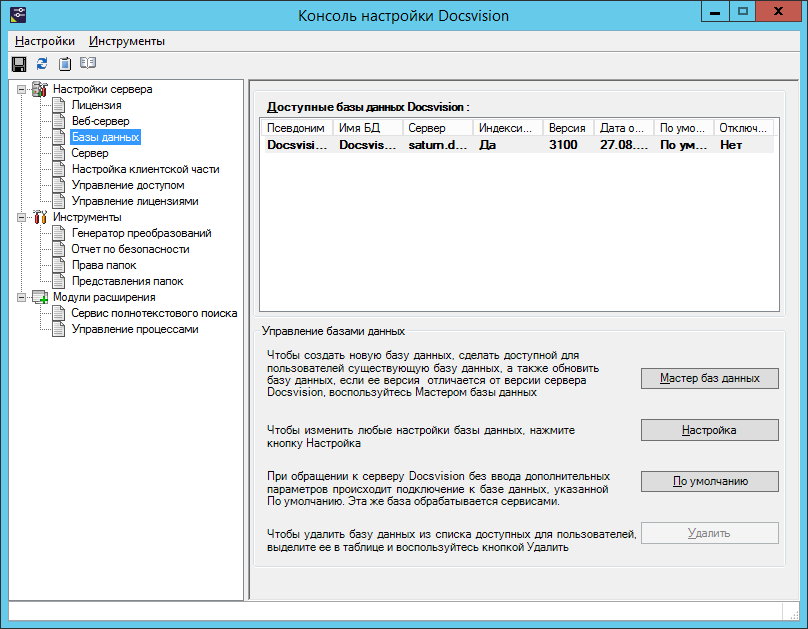 Консоль настройки Docsvision
Настройки Инструменты
Настройки сервера
Лицензия
Веб-сервер
Базы данных
Сервер
Настройка клиентской части
Управление доступом
Управление лицензиями
Инструменты
Генератор преобразований
Отчет по безопасности
Права папок
Представления папок
Модули расширения
Сервис полнотекстового поиска
Управление процессами
Доступные базы данных Docsvision :
Псевдоним Имя БД Сервер Индекси... Версия Дата о... По умо... Отключ...
Docsvisi... Docsvis... saturn.d... Да 3100 27.08.... По ум... Нет
Управление базами данных
Чтобы создать новую базу данных, сделать доступной для
пользователей существующую базу данных, а также обновить
базу данных, если ее версия отличается от версии сервера
Docsvision, воспользуйтесь Мастером базы данных
Мастер баз данных
Чтобы изменить любые настройки базы данных, нажмите
кнопку Настройка
Настройка
При обращении к серверу Docsvision без ввода дополнительных
параметров происходит подключение к базе данных, указанной
По умолчанию. Эта же база обрабатывается сервисами.
По умолчанию
Чтобы удалить базу данных из списка доступных для пользователей,
выделите ее в таблице и воспользуйтесь кнопкой Удалить
Удалить